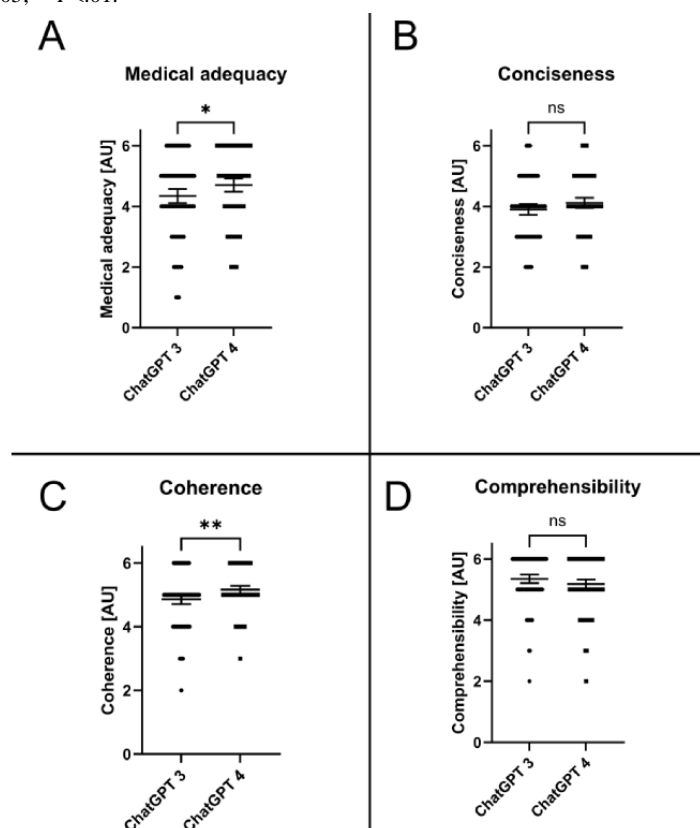 A
Medical adequacy
*
Medical adequacy [AU]
6
4
2
0
ChatGPT 3
ChatGPT 4
B
Conciseness
ns
Conciseness [AU]
6
4
2
0
ChatGPT 3
ChatGPT 4
C
Coherence
**
Coherence [AU]
6
4
2
0
ChatGPT 3
ChatGPT 4
D
Comprehensibility
ns
Comprehensibility [AU]
6
4
2
0
ChatGPT 3
ChatGPT 4